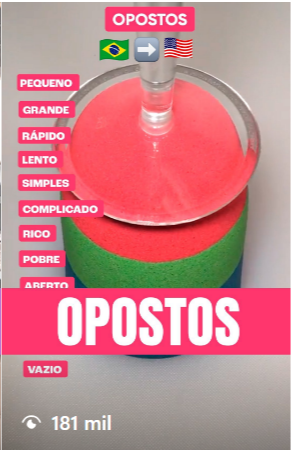 OPOSTOS
PEQUENO
GRANDE
RÁPIDO
LENTO
SIMPLES
COMPLICADO
RICO
POBRE
ABERTO
OPOSTOS
VAZIO
181 mil